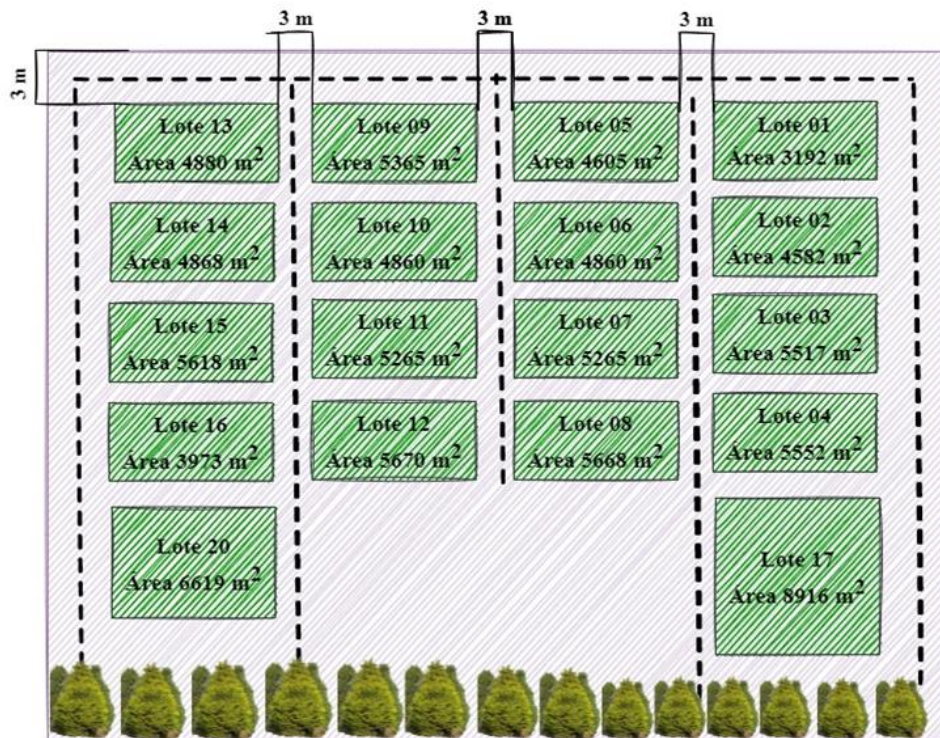 3 m
3 m
3 m
3 m
Lote 13
Área 4880 m²
Lote 09
Área 5365 m²
Lote 05
Área 4605 m²
Lote 01
Área 3192 m²
Lote 14
Área 4868 m²
Lote 10
Área 4860 m²
Lote 06
Área 4860 m²
Lote 02
Área 4582 m²
Lote 15
Área 5618 m²
Lote 11
Área 5265 m²
Lote 07
Área 5265 m²
Lote 03
Área 5517 m²
Lote 16
Área 3973 m²
Lote 12
Área 5670 m²
Lote 08
Área 5668 m²
Lote 04
Área 5552 m²
Lote 20
Área 6619 m²
Lote 17
Área 8916 m²